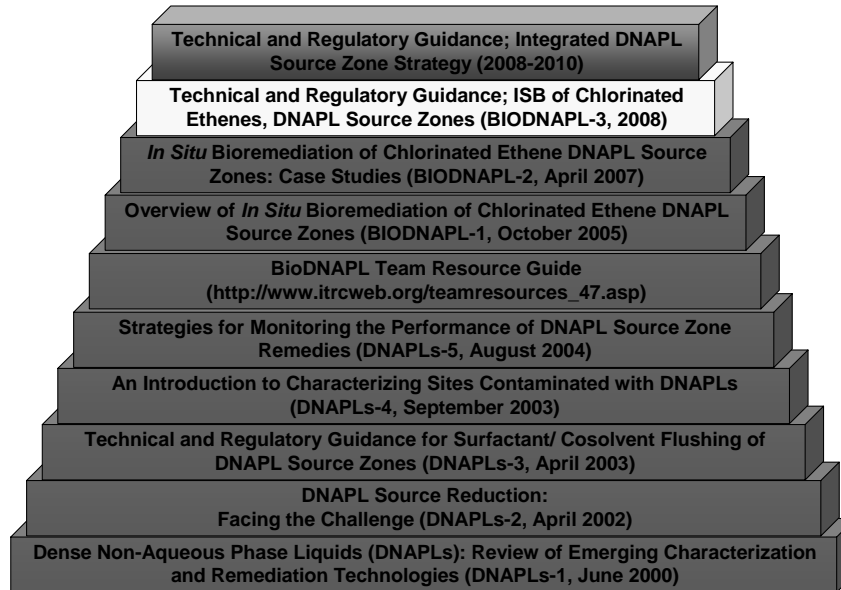 Technical and Regulatory Guidance; Integrated DNAPL
Source Zone Strategy (2008-2010)
Technical and Regulatory Guidance; ISB of Chlorinated
Ethenes, DNAPL Source Zones (BIODNAPL-3, 2008)
In Situ Bioremediation of Chlorinated Ethene DNAPL Source
Zones: Case Studies (BIODNAPL-2, April 2007)
Overview of In Situ Bioremediation of Chlorinated Ethene DNAPL
Source Zones (BIODNAPL-1, October 2005)
BioDNAPL Team Resource Guide
(http://www.itrcweb.org/teamresources_47.asp)
Strategies for Monitoring the Performance of DNAPL Source Zone
Remedies (DNAPLs-5, August 2004)
An Introduction to Characterizing Sites Contaminated with DNAPLs
(DNAPLs-4, September 2003)
Technical and Regulatory Guidance for Surfactant/ Cosolvent Flushing of
DNAPL Source Zones (DNAPLs-3, April 2003)
DNAPL Source Reduction:
Facing the Challenge (DNAPLs-2, April 2002)
Dense Non-Aqueous Phase Liquids (DNAPLs): Review of Emerging Characterization
and Remediation Technologies (DNAPLs-1, June 2000)